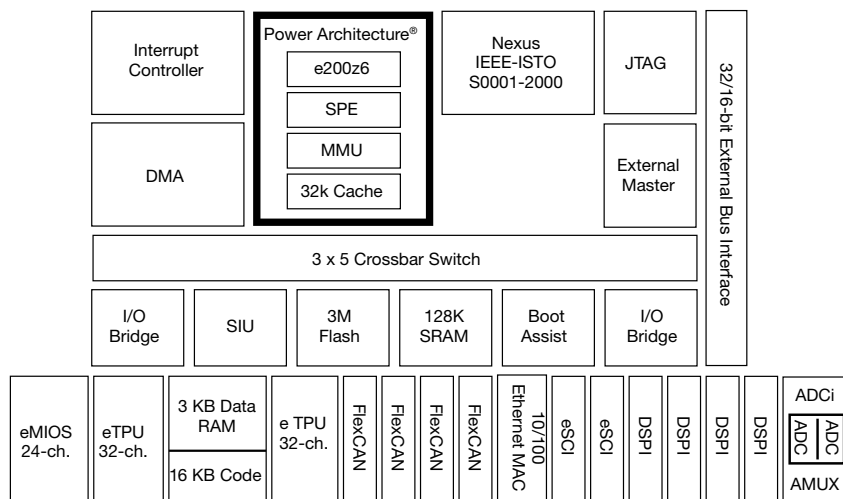 Interrupt
Controller
Power Architecture®
e200z6
SPE
MMU
32k Cache
Nexus
IEEE-ISTO
S0001-2000
JTAG
32/16-bit External Bus Interface
DMA
External
Master
3 x 5 Crossbar Switch
I/O
Bridge
SIU
3M
Flash
128K
SRAM
Boot
Assist
I/O
Bridge
eMIOS
24-ch.
eTPU
32-ch.
3 KB Data
RAM
16 KB Code
e TPU
32-ch.
FlexCAN
FlexCAN
FlexCAN
FlexCAN
10/100
Ethernet MAC
eSCI
eSCI
DSPI
DSPI
DSPI
DSPI
ADCi
ADC
ADC
AMUX